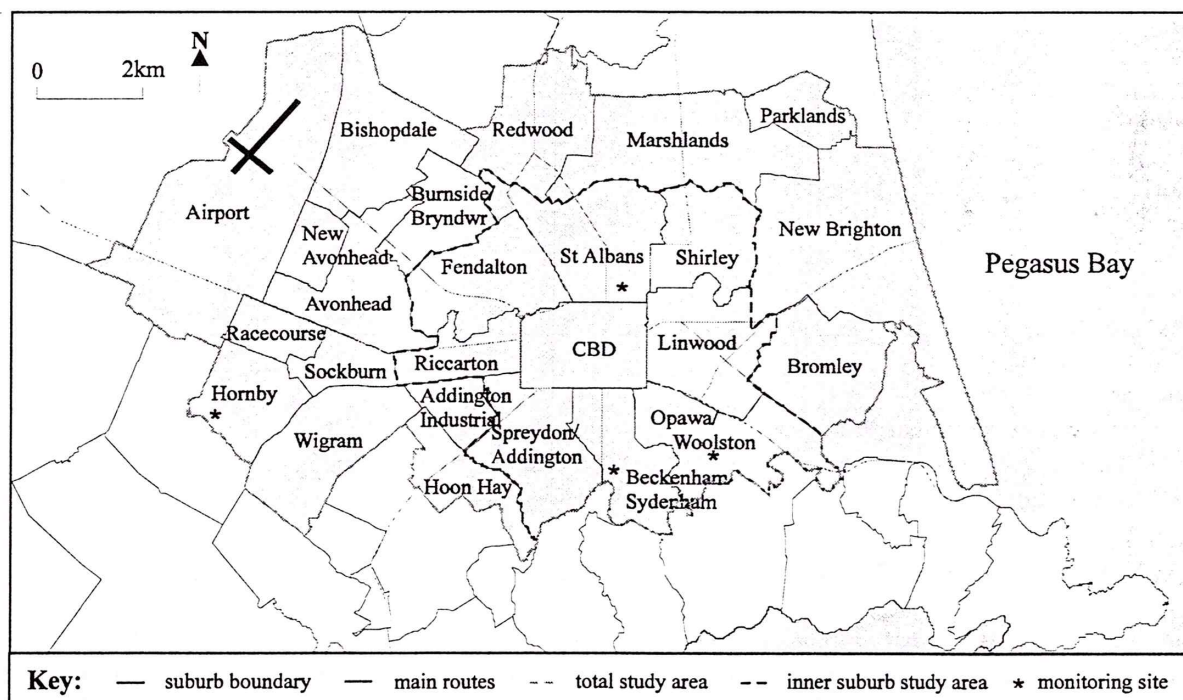 N
0 2km
Bishopdale
Redwood
Parklands
Marshlands
Burnside/
Bryndwr
Airport
New
Avonhead
New Brighton
Fendalton
St Albans
*
Shirley
Pegasus Bay
Avonhead
Racecourse
CBD
Linwood
Riccarton
Sockburn
Bromley
Hornby
*
Addington
Industrial
Opawa/
Woolston
*
Wigram
Spreydon/
Addington
*
Beckenham/
Sydenham
Hoon Hay
Key: suburb boundary main routes total study area inner suburb study area * monitoring site